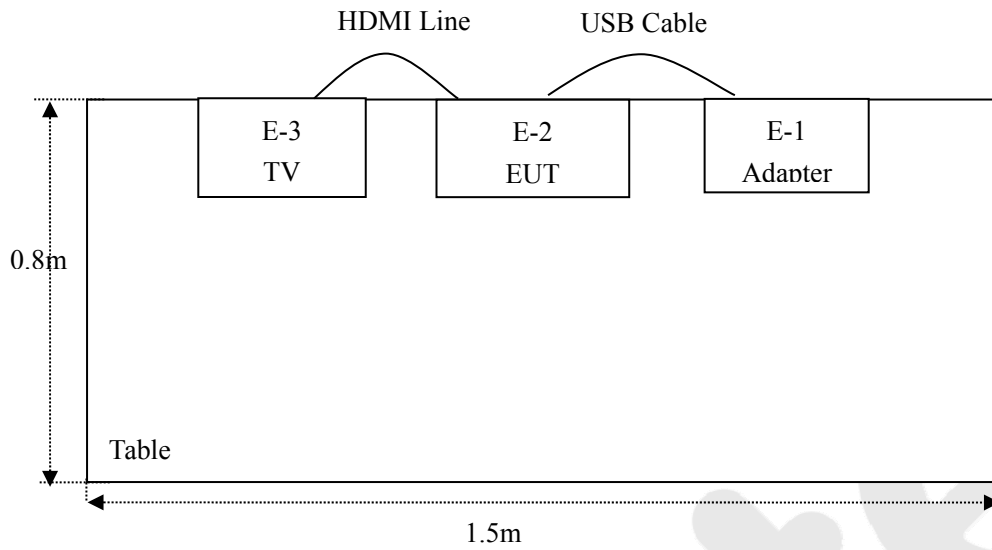 HDMI Line
USB Cable
E-3
TV
E-2
EUT
E-1
Adapter
0.8m
Table
1.5m